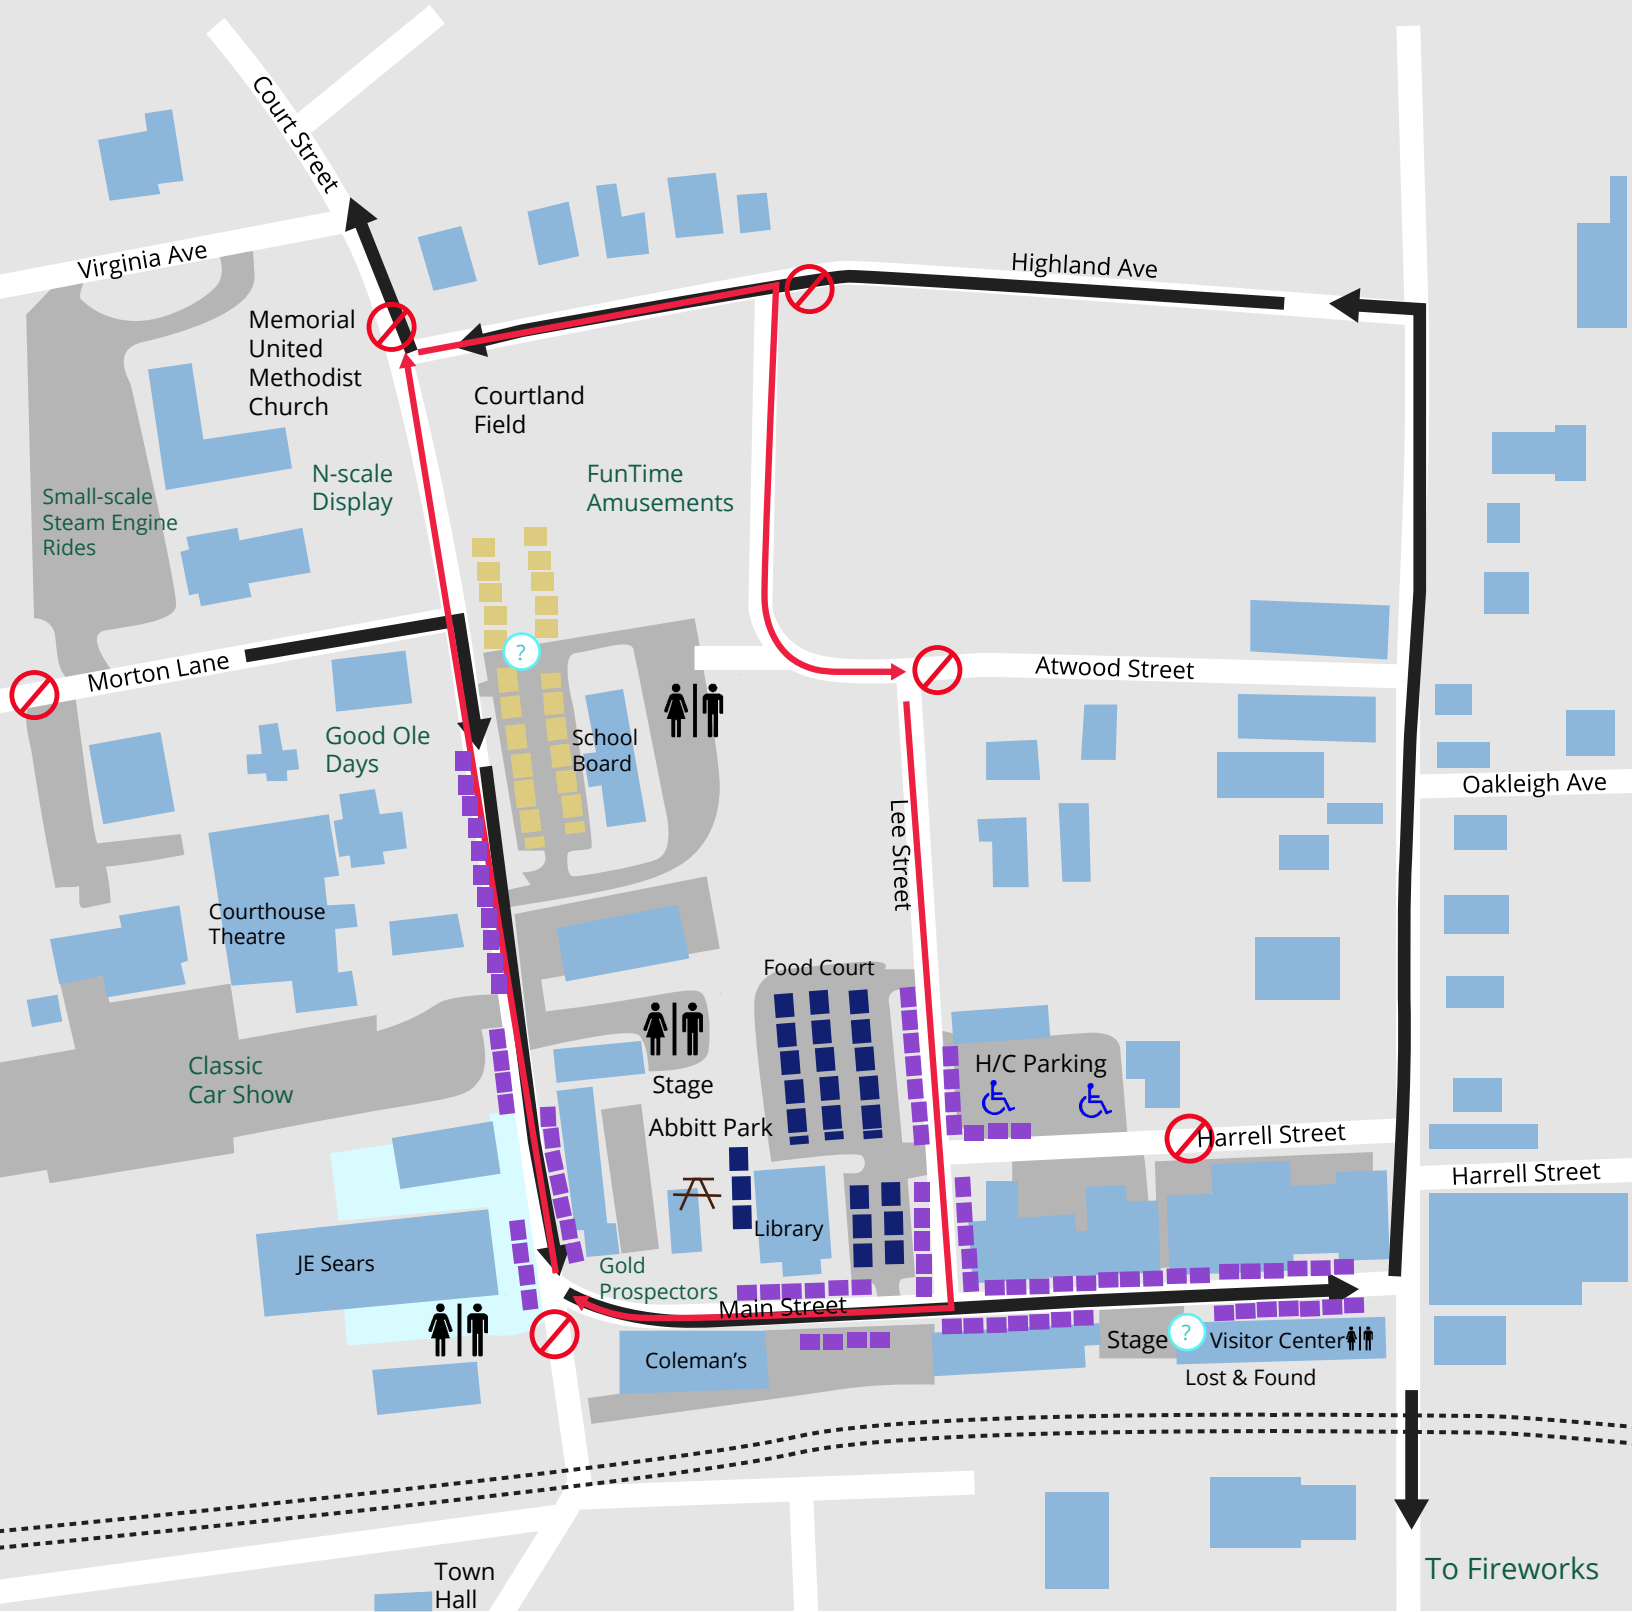 Court Street
Virginia Ave
Highland Ave
Memorial
United
Methodist
Church
Courtland
Field
N-scale
Display
FunTime
Amusements
Small-scale
Steam Engine
Rides
Morton Lane
?
Atwood Street
Good Ole
Days
School
Board
Oakleigh Ave
Lee Street
Courthouse
Theatre
Food Court
Classic
Car Show
Stage
H/C Parking
Abbitt Park
Harrell Street
Harrell Street
Library
JE Sears
Gold
Prospectors
Main Street
Coleman’s
Stage
?
Visitor Center
Lost & Found
Town
Hall
To Fireworks